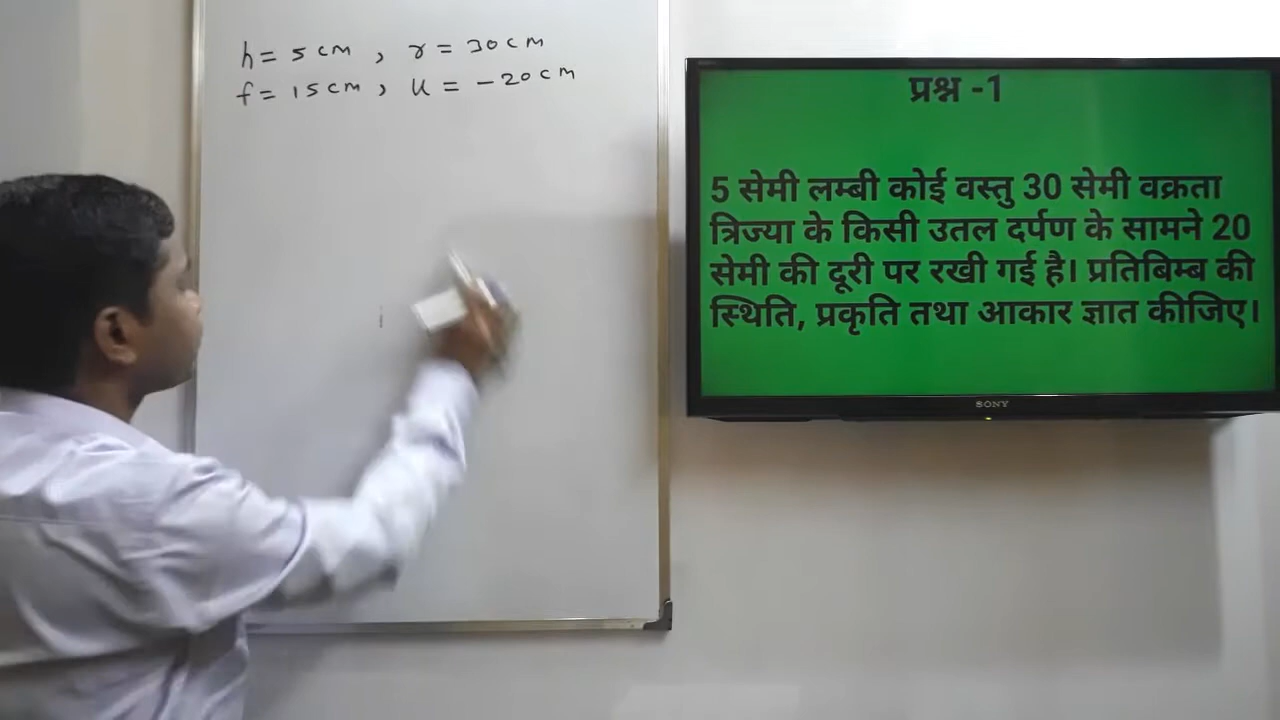 h = 5 cm , r = 30 cm
f = 15 cm , u = -20 cm
प्रश्न -1
5 सेमी लम्बी कोई वस्तु 30 सेमी वक्रता
त्रिज्या के किसी उतल दर्पण के सामने 20
सेमी की दूरी पर रखी गई है। प्रतिबिम्ब की
स्थिति, प्रकृति तथा आकार ज्ञात कीजिए।
SONY